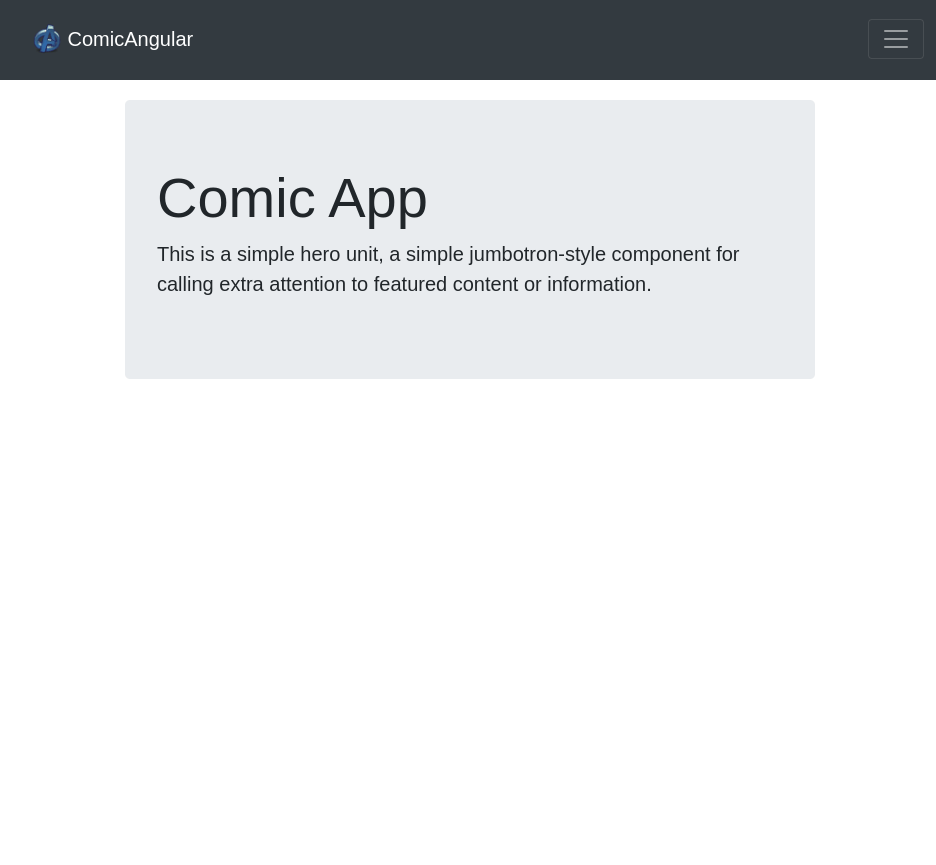 ComicAngular
Comic App
This is a simple hero unit, a simple jumbotron-style component for
calling extra attention to featured content or information.